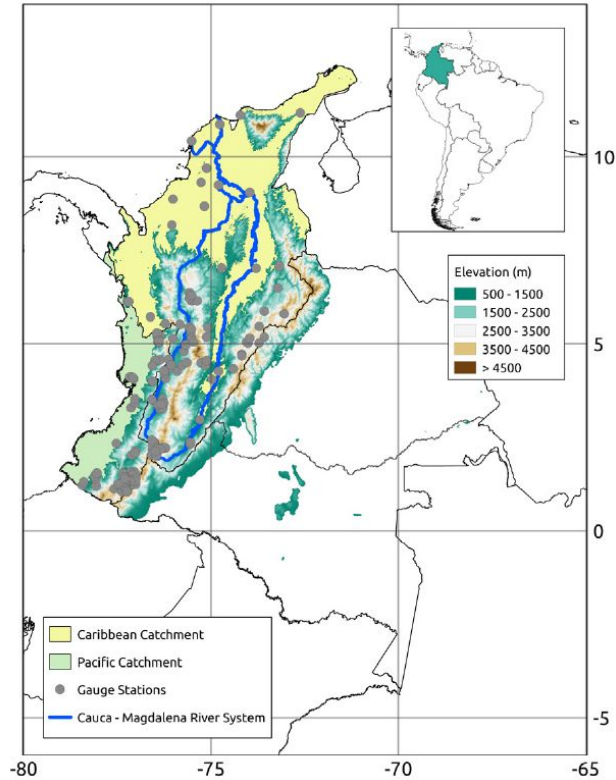 10
Elevation (m)
500 - 1500
1500 - 2500
2500 - 3500
3500 - 4500
> 4500
5
0
Caribbean Catchment
Pacific Catchment
Gauge Stations
Cauca - Magdalena River System
-5
-80
-75
-70
-65